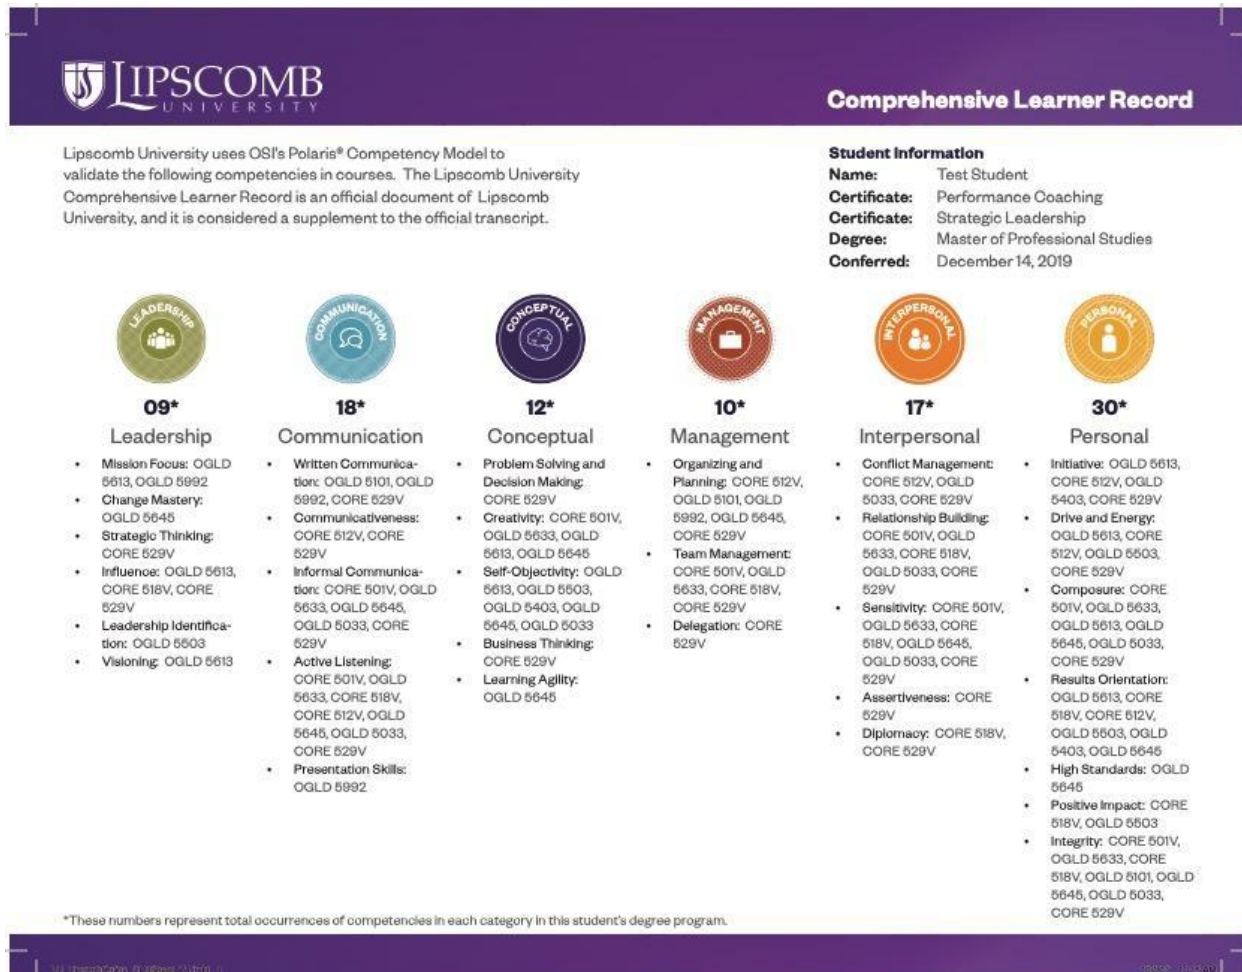 LIPSCOMB
UNIVERSITY
Comprehensive Learner Record
Lipscomb University uses OSI's Polaris® Competency Model to
validate the following competencies in courses. The Lipscomb University
Comprehensive Learner Record is an official document of Lipscomb
University, and it is considered a supplement to the official transcript.
Student Information
Name: Test Student
Certificate: Performance Coaching
Certificate: Strategic Leadership
Degree: Master of Professional Studies
Conferred: December 14, 2019
LEADERSHIP
09*
Leadership
• Mission Focus: OGLD
5613, OGLD 5992
• Change Mastery:
OGLD 5645
• Strategic Thinking:
CORE 529V
• Influence: OGLD 5613,
CORE 518V, CORE
529V
• Leadership Identifica-
tion: OGLD 5503
• Visioning: OGLD 5613
COMMUNICATION
18*
Communication
• Written Communica-
tion: OGLD 5101, OGLD
5992, CORE 529V
• Communicativeness:
CORE 512V, CORE
529V
• Informal Communica-
tion: CORE 501V, OGLD
5633, OGLD 5645,
OGLD 5033, CORE
529V
• Active Listening:
CORE 501V, OGLD
5633, CORE 518V,
CORE 512V, OGLD
5645, OGLD 5033,
CORE 529V
• Presentation Skills:
OGLD 5992
CONCEPTUAL
12*
Conceptual
• Problem Solving and
Decision Making:
CORE 529V
• Creativity: CORE 501V,
OGLD 5633, OGLD
5613, OGLD 5645
• Self-Objectivity: OGLD
5613, OGLD 5503,
OGLD 5403, OGLD
5645, OGLD 5033
• Business Thinking:
CORE 529V
• Learning Agility:
OGLD 5645
MANAGEMENT
10*
Management
• Organizing and
Planning: CORE 512V,
OGLD 5101, OGLD
5992, OGLD 5645,
CORE 529V
• Team Management:
CORE 501V, OGLD
5633, CORE 518V,
CORE 529V
• Delegation: CORE
529V
INTERPERSONAL
17*
Interpersonal
• Conflict Management:
CORE 512V, OGLD
5033, CORE 529V
• Relationship Building:
CORE 501V, OGLD
5633, CORE 518V,
OGLD 5033, CORE
529V
• Sensitivity: CORE 501V,
OGLD 5633, CORE
518V, OGLD 5645,
OGLD 5033, CORE
529V
• Assertiveness: CORE
529V
• Diplomacy: CORE 518V,
CORE 529V
PERSONAL
30*
Personal
• Initiative: OGLD 5613,
CORE 512V, OGLD
5403, CORE 529V
• Drive and Energy:
OGLD 5613, CORE
512V, OGLD 5503,
CORE 529V
• Composure: CORE
501V, OGLD 5633,
OGLD 5613, OGLD
5645, OGLD 5033,
CORE 529V
• Results Orientation:
OGLD 5613, CORE
518V, CORE 512V,
OGLD 5503, OGLD
5403, OGLD 5645
• High Standards: OGLD
5645
• Positive Impact: CORE
518V, OGLD 5503
• Integrity: CORE 501V,
OGLD 5633, CORE
518V, OGLD 5101, OGLD
5645, OGLD 5033,
CORE 529V
*These numbers represent total occurrences of competencies in each category in this student's degree program.